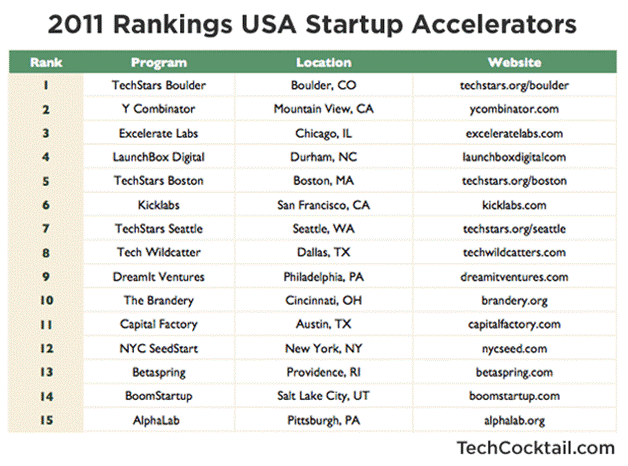 2011 Rankings USA Startup Accelerators
Rank Program Location Website
1 TechStars Boulder Boulder, CO techstars.org/boulder
2 Y Combinator Mountain View, CA ycombinator.com
3 Excelerate Labs Chicago, IL exceleratelabs.com
4 LaunchBox Digital Durham, NC launchboxdigitalcom
5 TechStars Boston Boston, MA techstars.org/boston
6 Kicklabs San Francisco, CA kicklabs.com
7 TechStars Seattle Seattle, WA techstars.org/seattle
8 Tech Wildcatter Dallas, TX techwildcatters.com
9 DreamIt Ventures Philadelphia, PA dreamitventures.com
10 The Brandery Cincinnati, OH brandery.org
11 Capital Factory Austin, TX capitalfactory.com
12 NYC SeedStart New York, NY nycseed.com
13 Betaspring Providence, RI betaspring.com
14 BoomStartup Salt Lake City, UT boomstartup.com
15 AlphaLab Pittsburgh, PA alphalab.org
TechCocktail.com